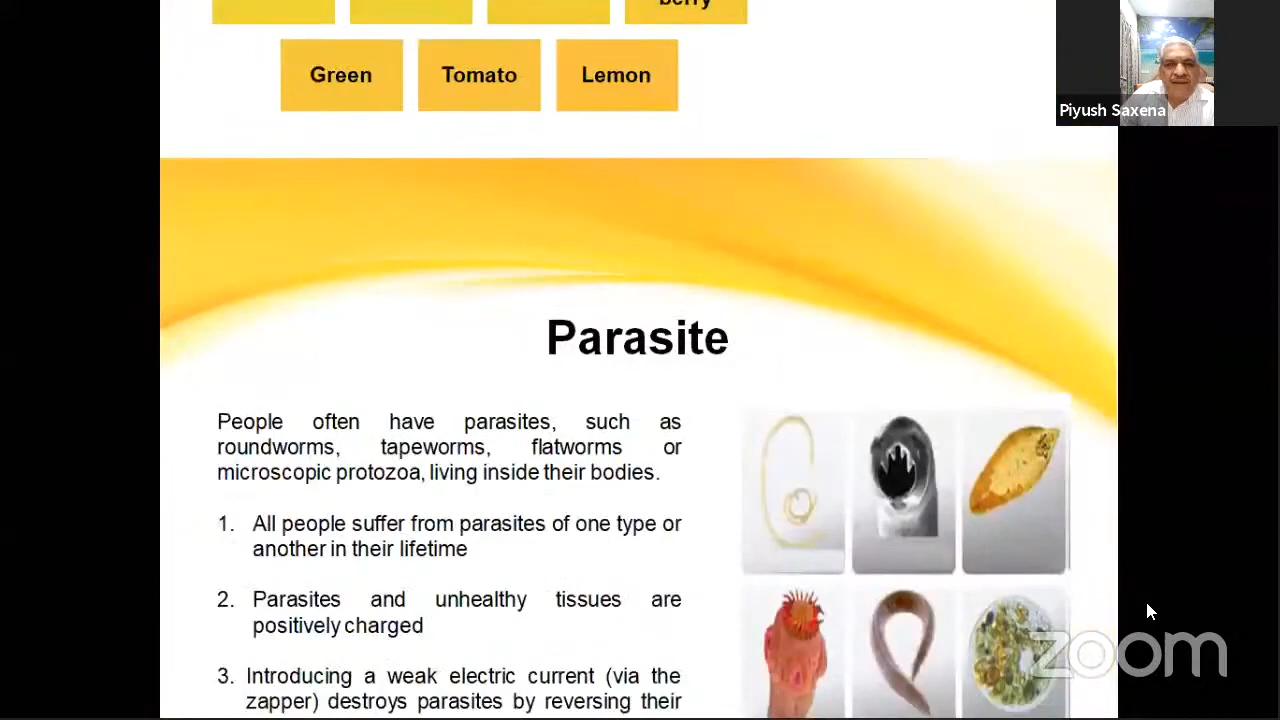 berry
Green Tomato Lemon
Piyush Saxena
Parasite
People often have parasites, such as
roundworms, tapeworms, flatworms or
microscopic protozoa, living inside their bodies.
1. All people suffer from parasites of one type or
another in their lifetime
2. Parasites and unhealthy tissues are
positively charged
3. Introducing a weak electric current (via the
zapper) destroys parasites by reversing their
zoom